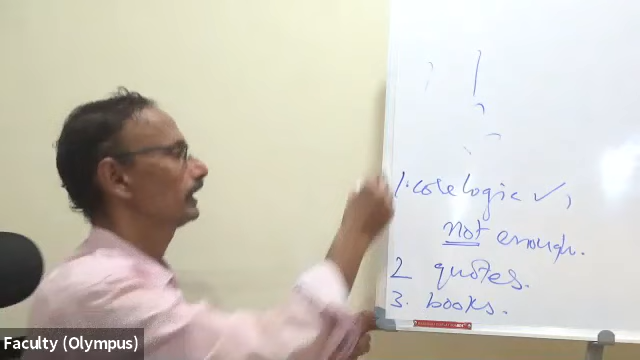 1. core logic ✓,
not enough.
2 quotes.
3. books.
Faculty (Olympus)